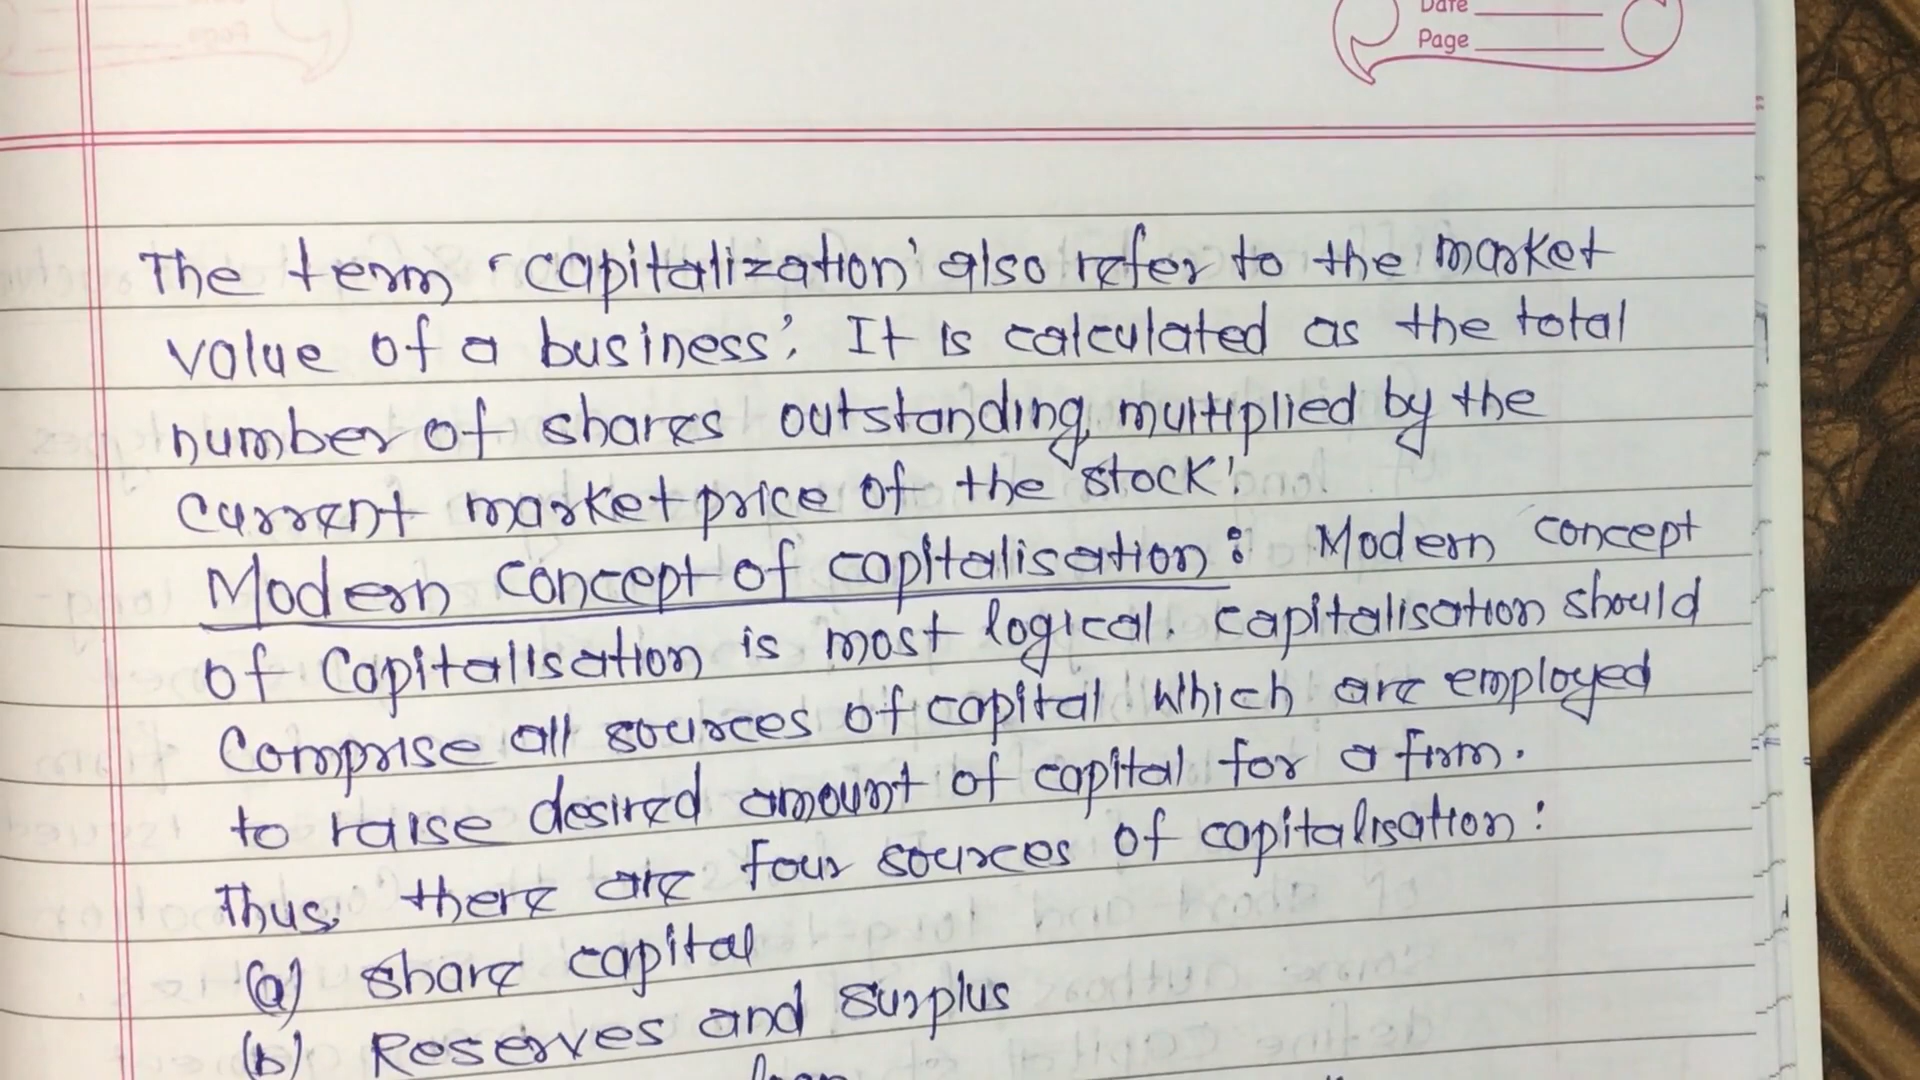 Date
Page
The term 'capitalization' also refer to the market
value of a business'. It is calculated as the total
number of shares outstanding, multiplied by the
current market price of the stock'.
Modern concept of capitalisation : Modern concept
of Capitalisation is most logical. Capitalisation should
Comprise all sources of capital which are employed
to raise desired amount of capital for a firm.
Thus, there are four sources of capitalisation :
(a) share capital
(b) Reserves and surplus
loan